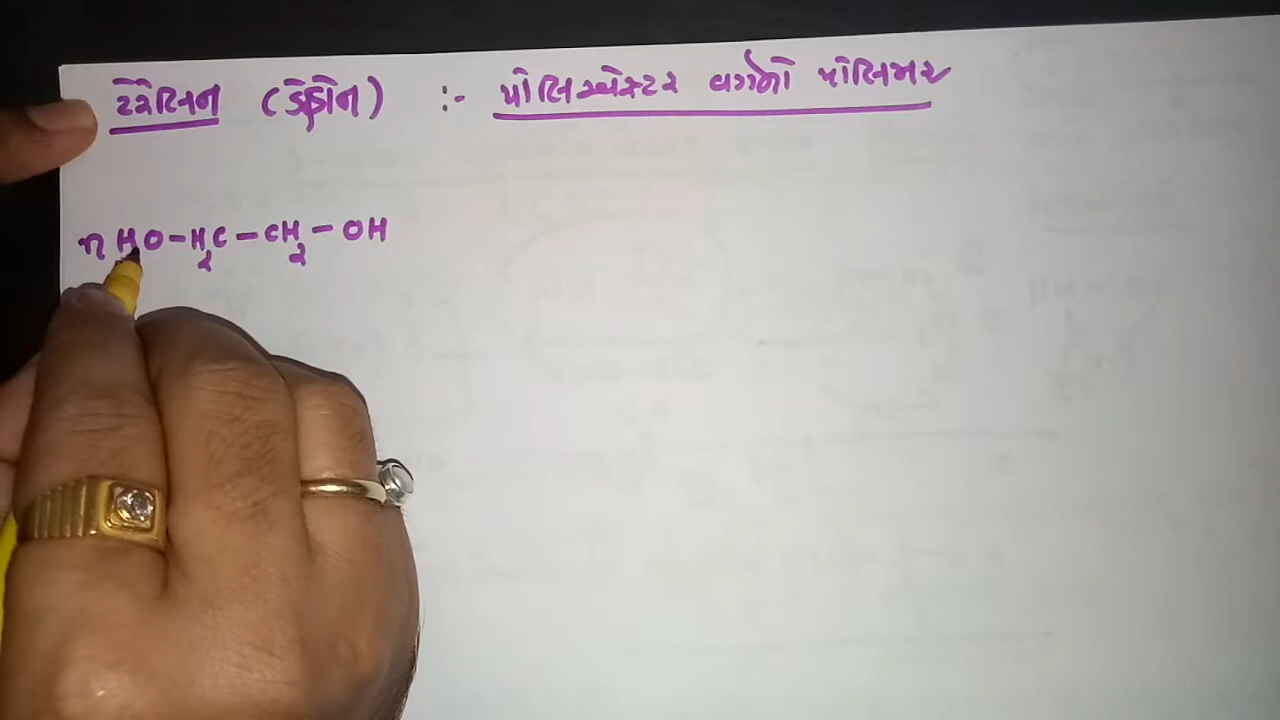 ટેરેલિન (ડેક્રોન) :- પોલિએસ્ટર વર્ગનો પોલિમર
n HO-H₂C-CH₂-OH